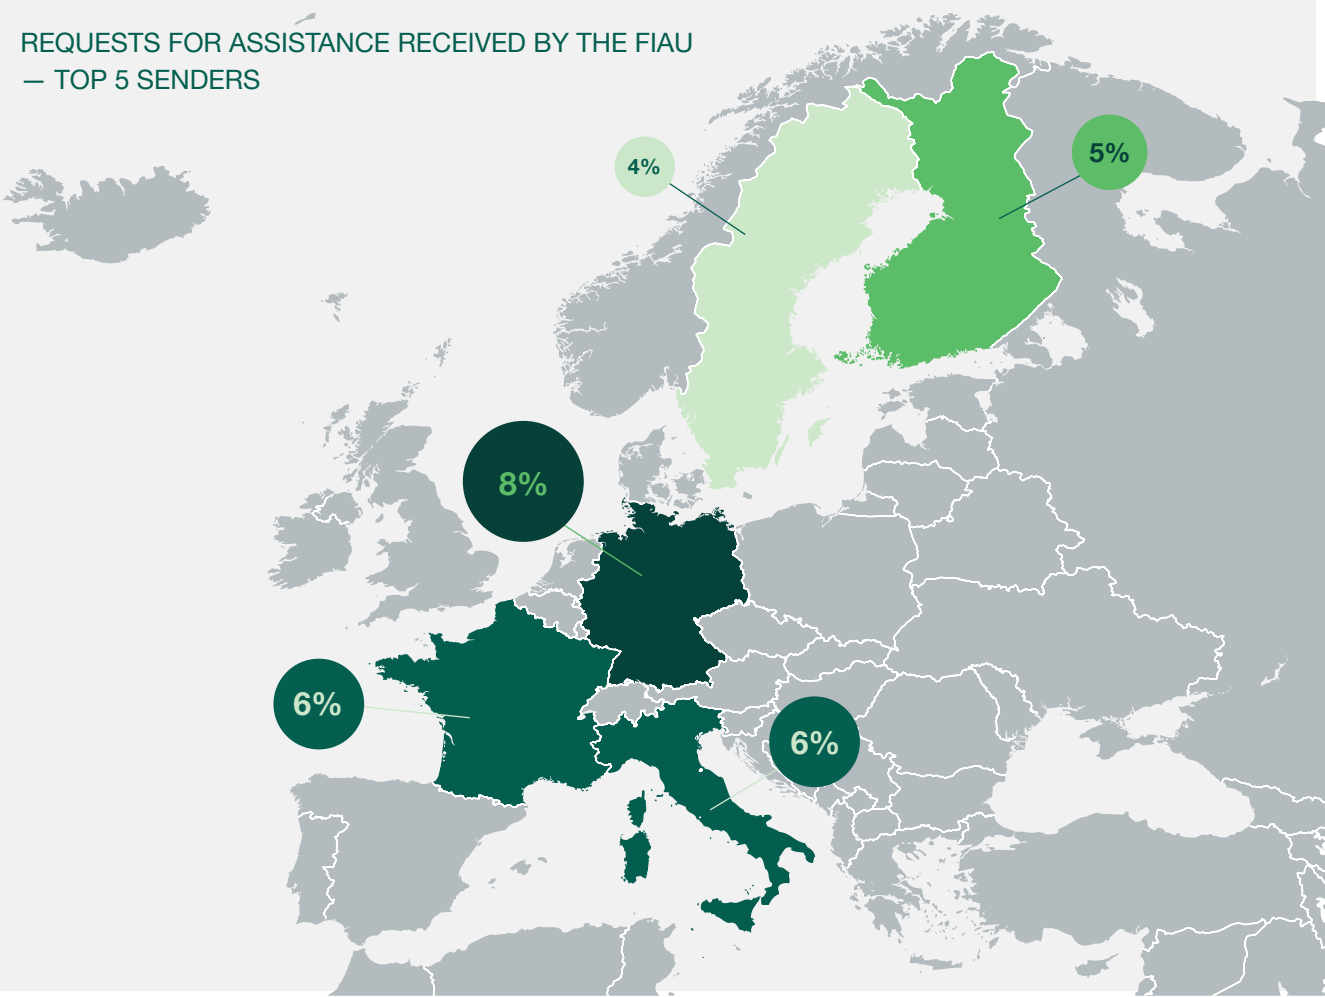 REQUESTS FOR ASSISTANCE RECEIVED BY THE FIAU
— TOP 5 SENDERS
4%
5%
8%
6%
6%